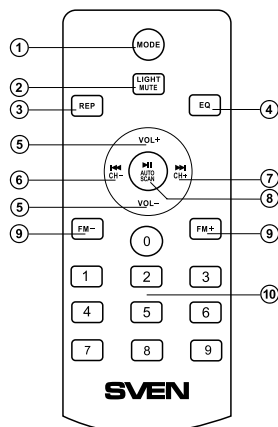 ① MODE
② LIGHT MUTE
③ REP EQ ④
⑤ VOL+
⑥ ⏮ CH- ⏯ AUTO SCAN ⏭ CH+ ⑦
⑧
⑤ VOL-
⑨ FM- FM+ ⑨
0
1 2 3
⑩
4 5 6
7 8 9
SVEN